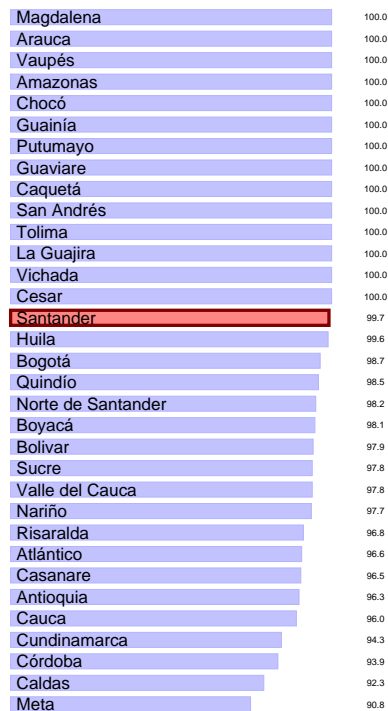 Magdalena 100.0
Arauca 100.0
Vaupés 100.0
Amazonas 100.0
Chocó 100.0
Guainía 100.0
Putumayo 100.0
Guaviare 100.0
Caquetá 100.0
San Andrés 100.0
Tolima 100.0
La Guajira 100.0
Vichada 100.0
Cesar 100.0
Santander 99.7
Huila 99.6
Bogotá 98.7
Quindío 98.5
Norte de Santander 98.2
Boyacá 98.1
Bolivar 97.9
Sucre 97.8
Valle del Cauca 97.8
Nariño 97.7
Risaralda 96.8
Atlántico 96.6
Casanare 96.5
Antioquia 96.3
Cauca 96.0
Cundinamarca 94.3
Córdoba 93.9
Caldas 92.3
Meta 90.8